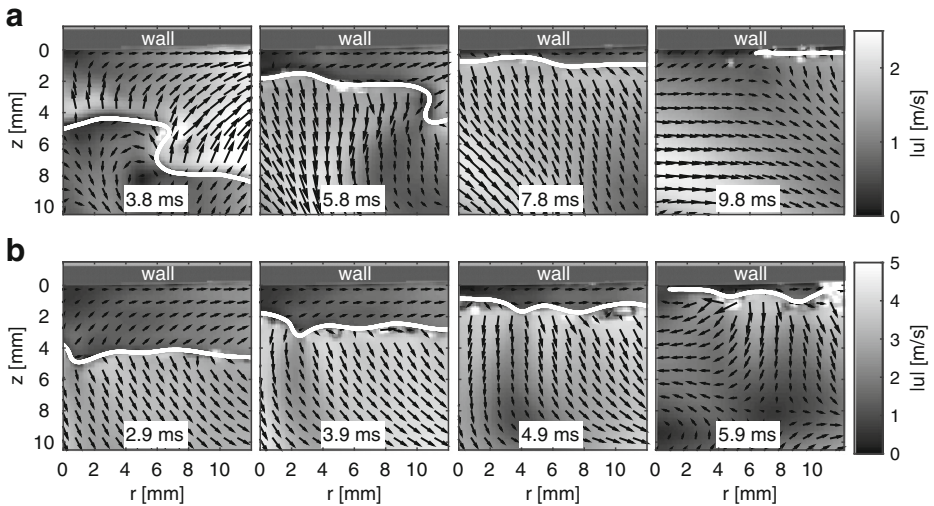 a
wall wall wall wall
0
2
4
6
8
10
z [mm]
3.8 ms 5.8 ms 7.8 ms 9.8 ms
2
1
0
|u| [m/s]
b
wall wall wall wall
0
2
4
6
8
10
z [mm]
2.9 ms 3.9 ms 4.9 ms 5.9 ms
5
4
3
2
1
0
|u| [m/s]
0 2 4 6 8 10 0 2 4 6 8 10 0 2 4 6 8 10 0 2 4 6 8 10
r [mm] r [mm] r [mm] r [mm]